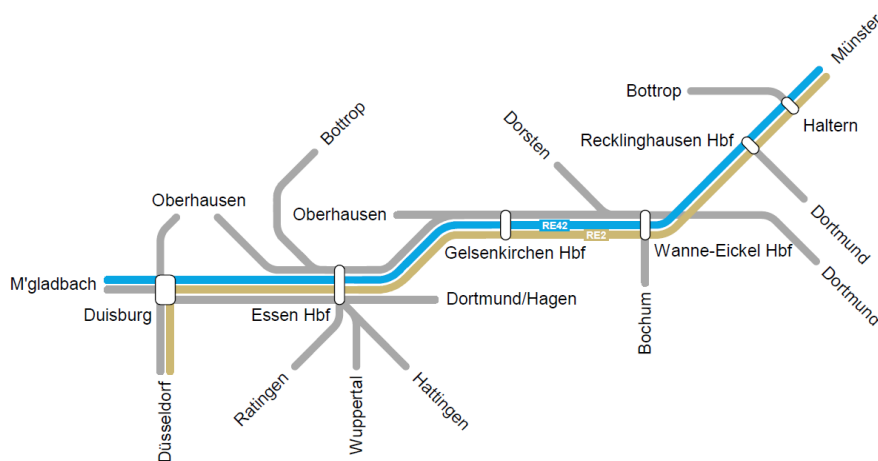 Münster
Bottrop
Haltern
Recklinghausen Hbf
Dorsten
Bottrop
Oberhausen
Oberhausen
RE42
RE2
Gelsenkirchen Hbf
Wanne-Eickel Hbf
Dortmund
Dortmund
M'gladbach
Duisburg
Essen Hbf
Dortmund/Hagen
Bochum
Düsseldorf
Ratingen
Wuppertal
Hattingen